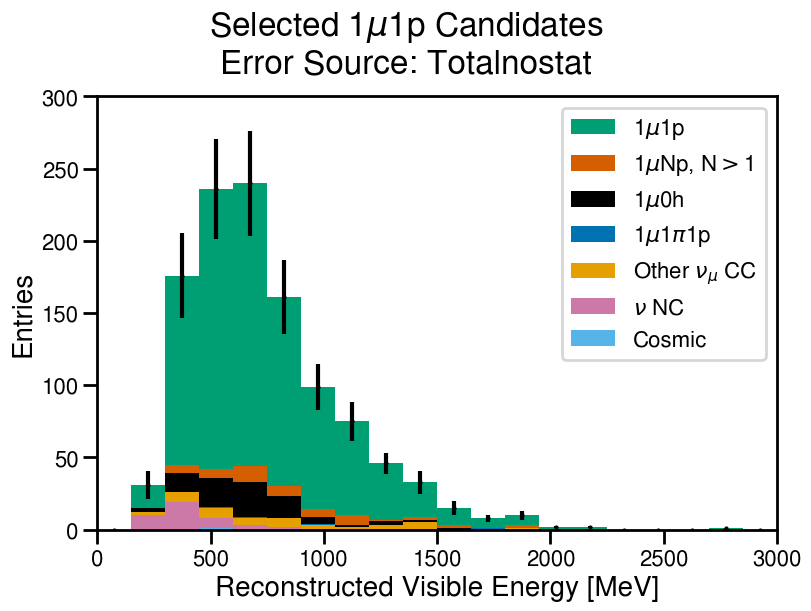 Selected 1μ1p Candidates
Error Source: Totalnostat
Entries
300
250
200
150
100
50
0
1μ1p
1μNp, N > 1
1μ0h
1μ1π1p
Other νμ CC
ν NC
Cosmic
0 500 1000 1500 2000 2500 3000
Reconstructed Visible Energy [MeV]